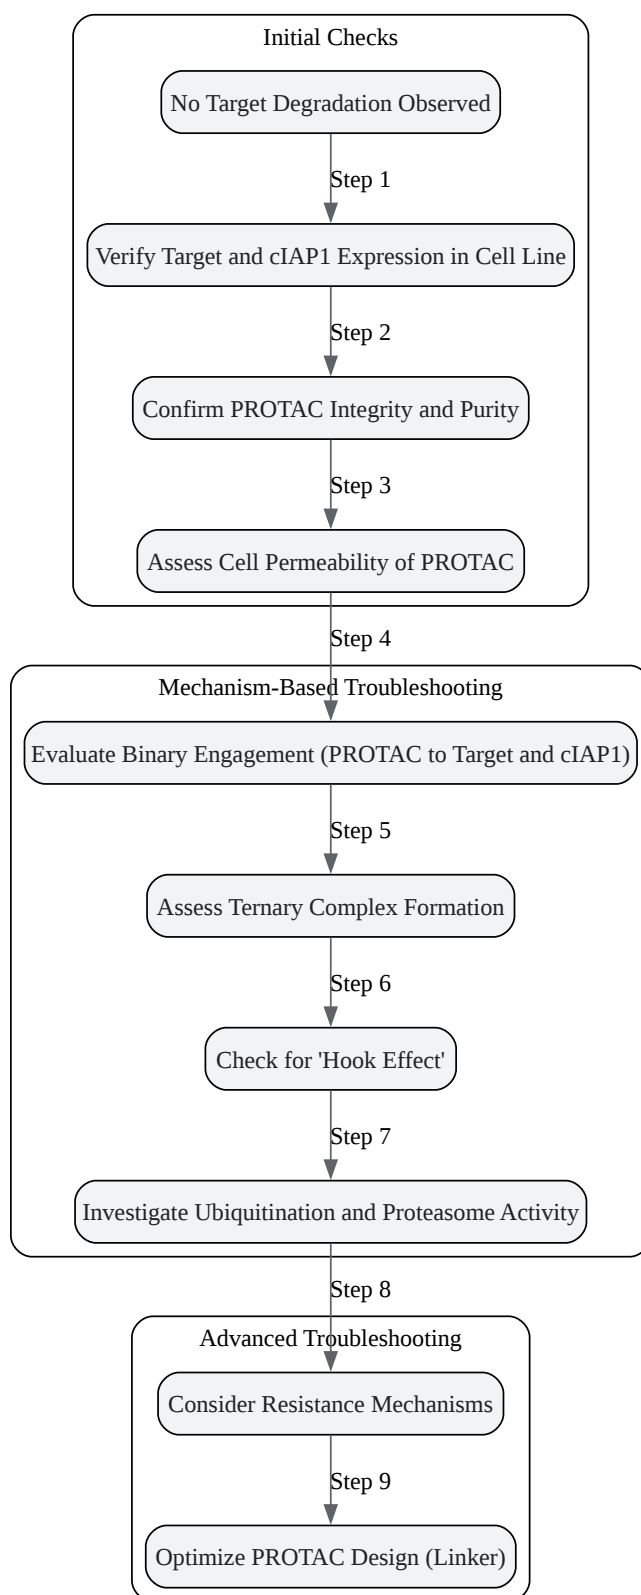 Initial Checks
No Target Degradation Observed
Step 1
Verify Target and cIAP1 Expression in Cell Line
Step 2
Confirm PROTAC Integrity and Purity
Step 3
Assess Cell Permeability of PROTAC
Step 4
Mechanism-Based Troubleshooting
Evaluate Binary Engagement (PROTAC to Target and cIAP1)
Step 5
Assess Ternary Complex Formation
Step 6
Check for 'Hook Effect'
Step 7
Investigate Ubiquitination and Proteasome Activity
Step 8
Advanced Troubleshooting
Consider Resistance Mechanisms
Step 9
Optimize PROTAC Design (Linker)